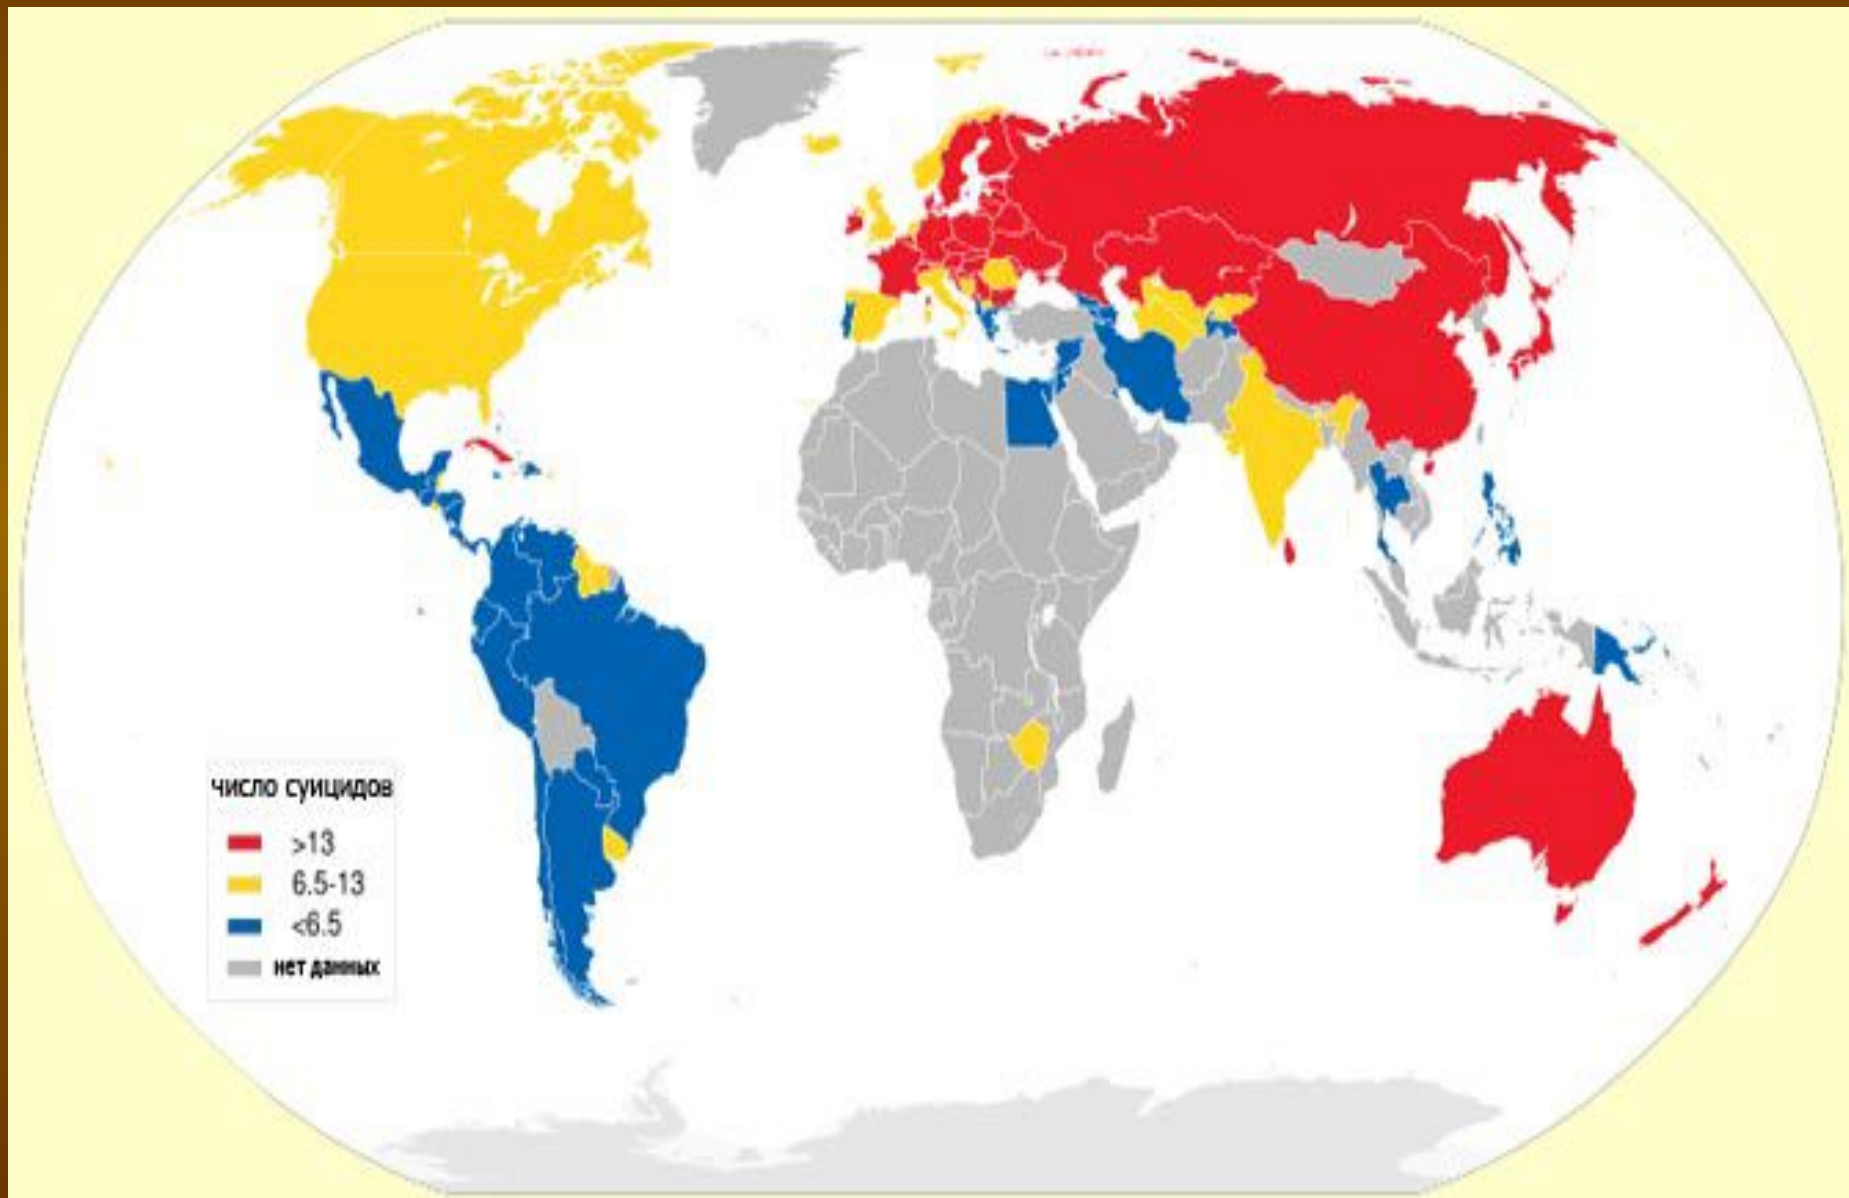 число суицидов
>13
6.5-13
<6.5
нет данных